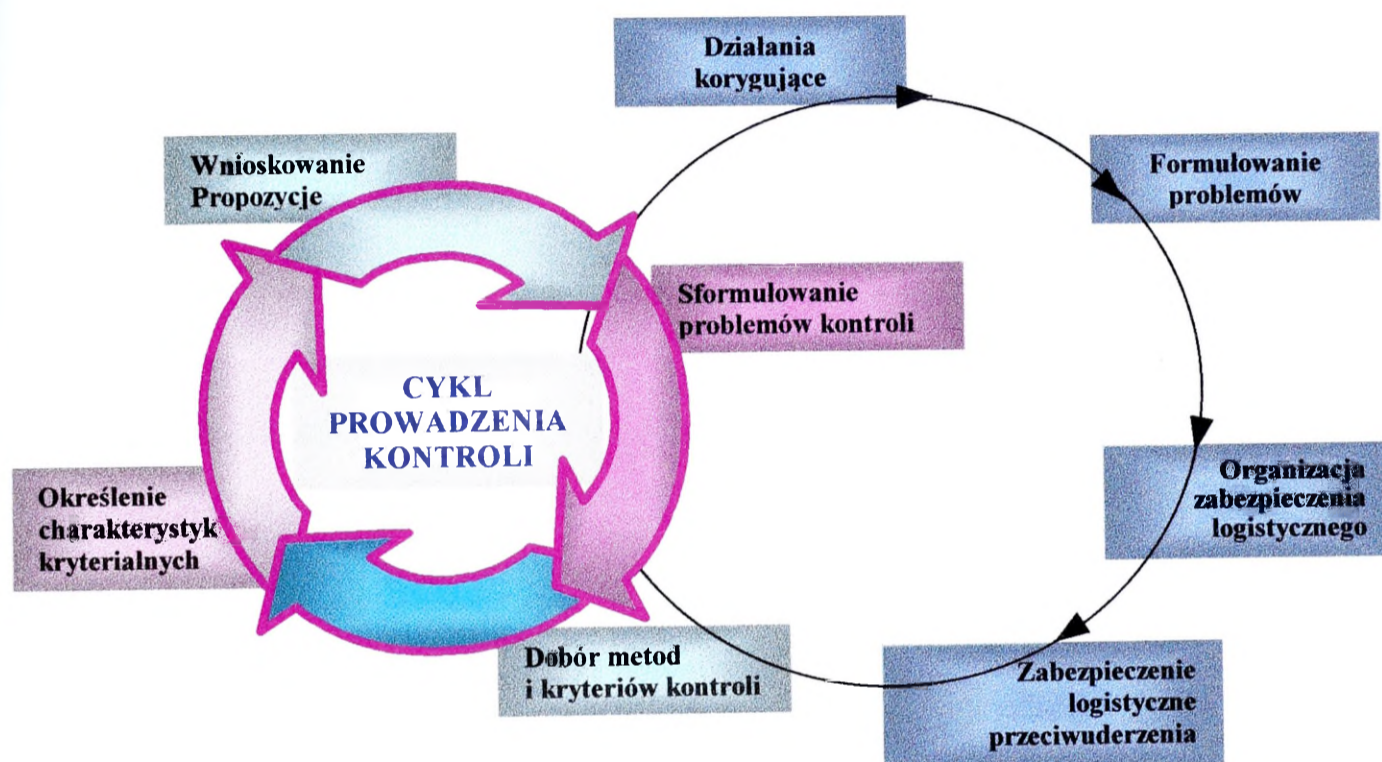 Działania
korygujące
Formułowanie
problemów
Wnioskowanie
Propozycje
Sformułowanie
problemów kontroli
CYKL
PROWADZENIA
KONTROLI
Określenie
charakterystyk
kryterialnych
Organizacja
zabezpieczenia
logistycznego
Dobór metod
i kryteriów kontroli
Zabezpieczenie
logistyczne
przeciwuderzenia